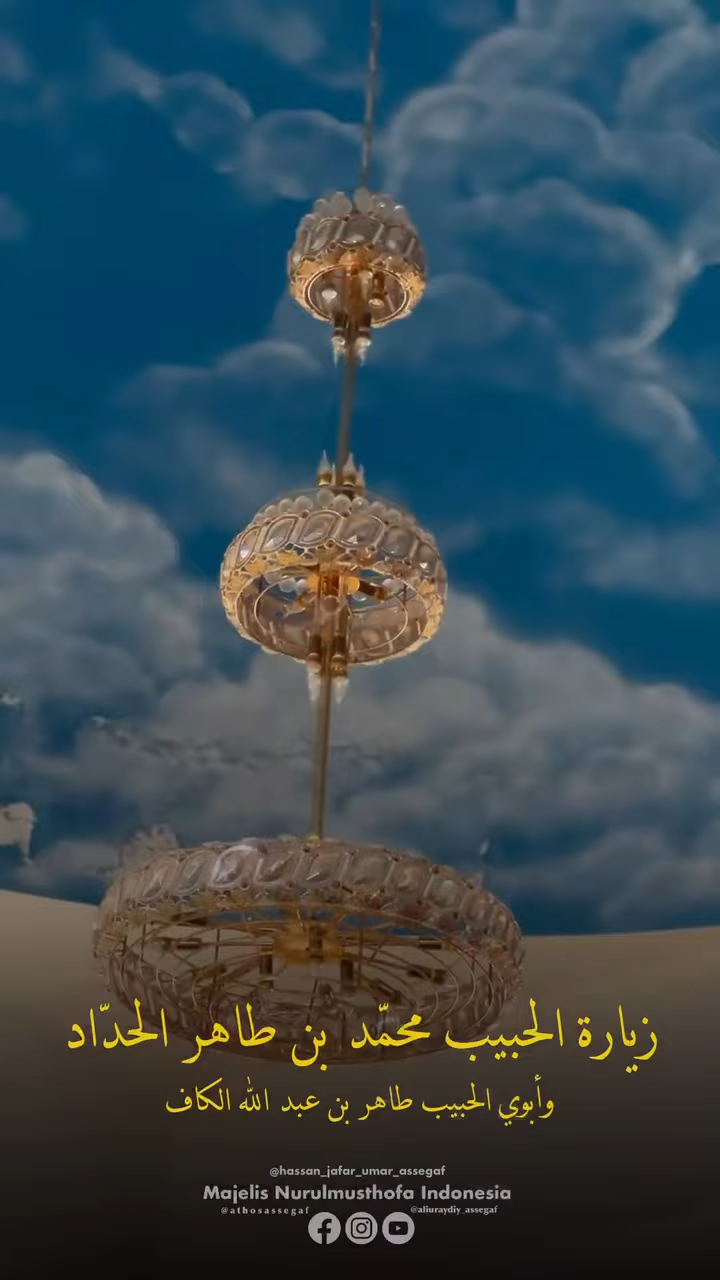 زيارة الحبيب محمّد بن طاهر الحدّاد
وأبوي الحبيب طاهر بن عبد الله الكاف
@hassan_jafar_umar_assegaf
Majelis Nurulmusthofa Indonesia
@athosassegaf @aliuraydiy_assegaf